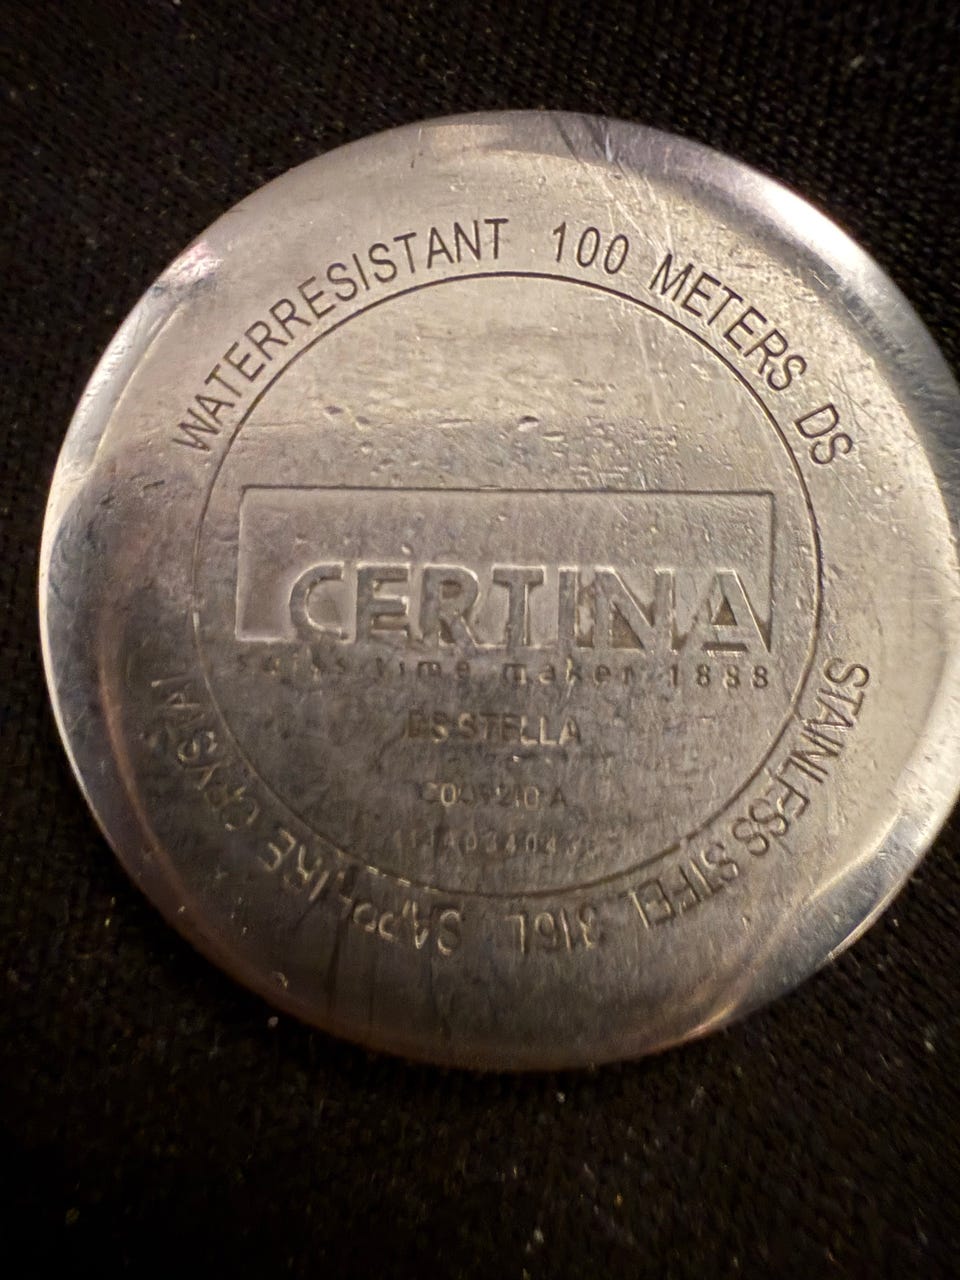 WATERRESISTANT 100 METERS DS
CERTINA
swiss time maker 1888
DS STELLA
STAINLESS STEEL 316L SAPPHIRE CRYSTAL